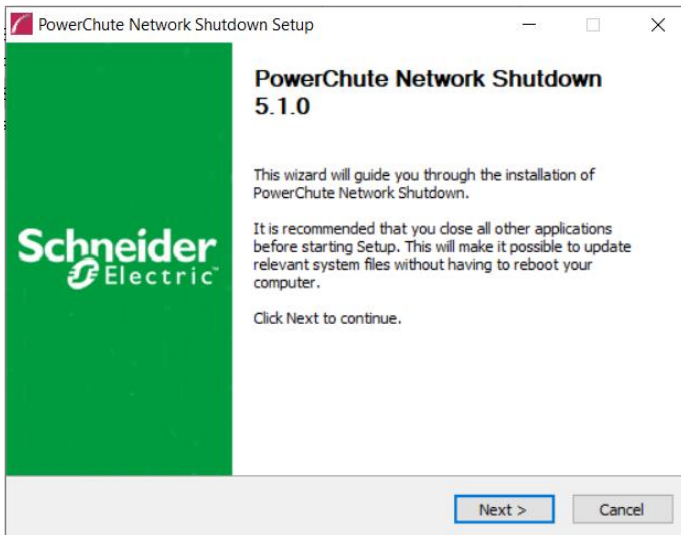 PowerChute Network Shutdown Setup
PowerChute Network Shutdown
5.1.0
This wizard will guide you through the installation of
PowerChute Network Shutdown.
It is recommended that you close all other applications
before starting Setup. This will make it possible to update
relevant system files without having to reboot your
computer.
Click Next to continue.
Schneider
Electric™
Next >
Cancel